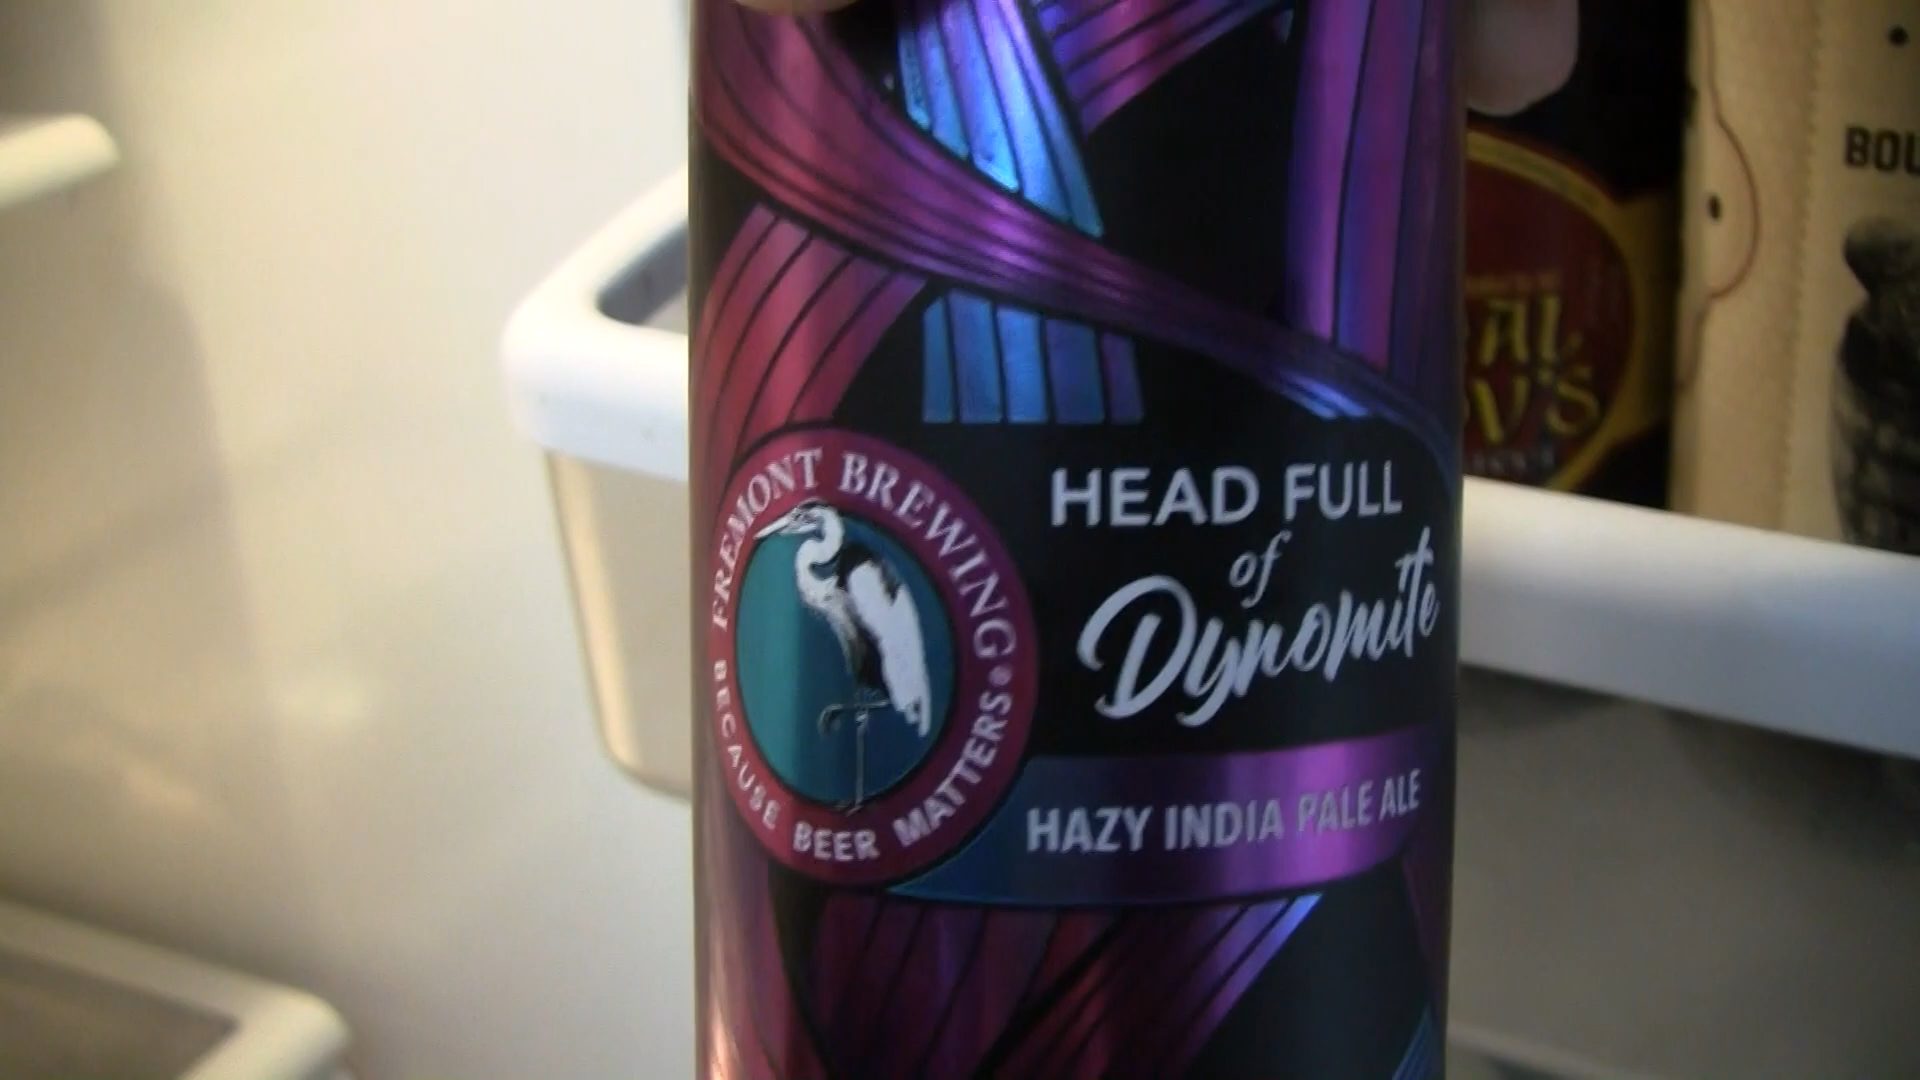 FREMONT BREWING
BECAUSE BEER MATTERS
HEAD FULL
of
Dynomite
HAZY INDIA PALE ALE